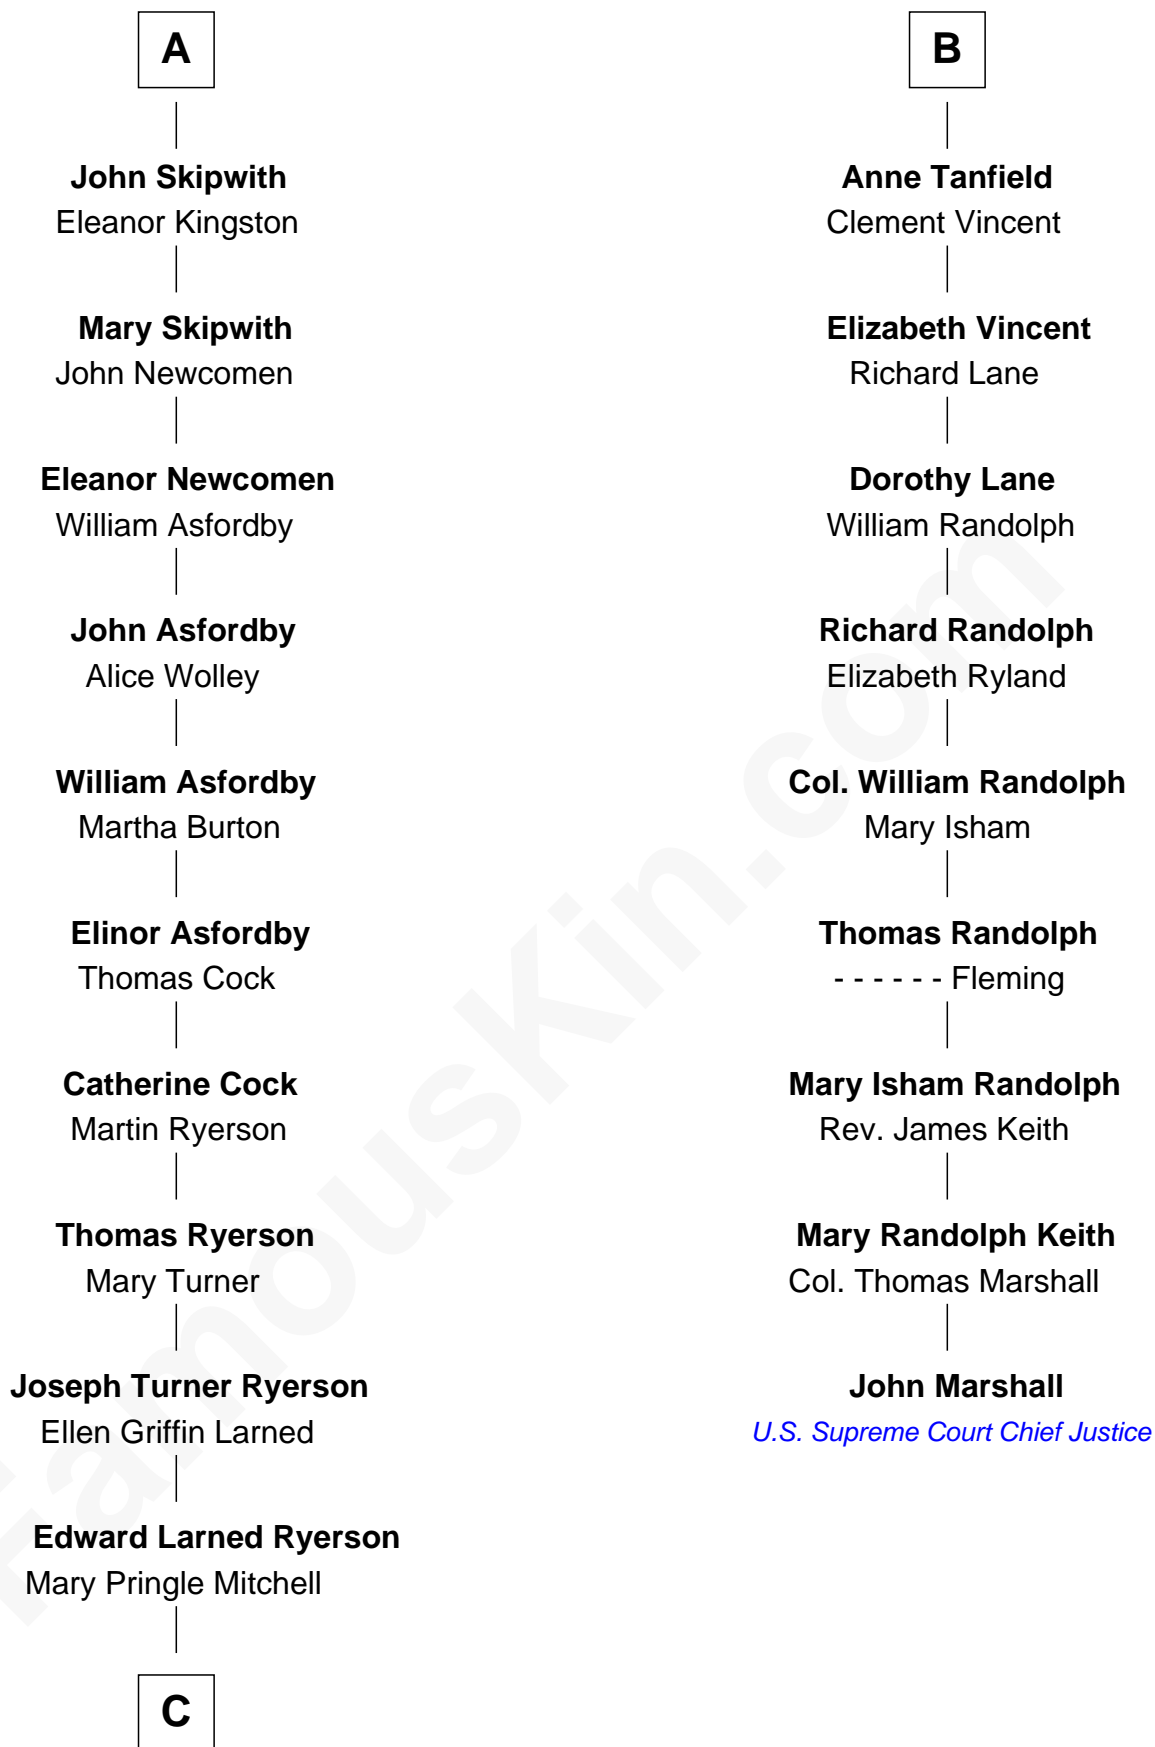 A
John Skipwith
Eleanor Kingston
Mary Skipwith
John Newcomen
Eleanor Newcomen
William Asfordby
John Asfordby
Alice Wolley
William Asfordby
Martha Burton
Elinor Asfordby
Thomas Cock
Catherine Cock
Martin Ryerson
Thomas Ryerson
Mary Turner
Joseph Turner Ryerson
Ellen Griffin Larned
Edward Larned Ryerson
Mary Pringle Mitchell
C
B
Anne Tanfield
Clement Vincent
Elizabeth Vincent
Richard Lane
Dorothy Lane
William Randolph
Richard Randolph
Elizabeth Ryland
Col. William Randolph
Mary Isham
Thomas Randolph
- - - - - - Fleming
Mary Isham Randolph
Rev. James Keith
Mary Randolph Keith
Col. Thomas Marshall
John Marshall
U.S. Supreme Court Chief Justice
FamousKin.com